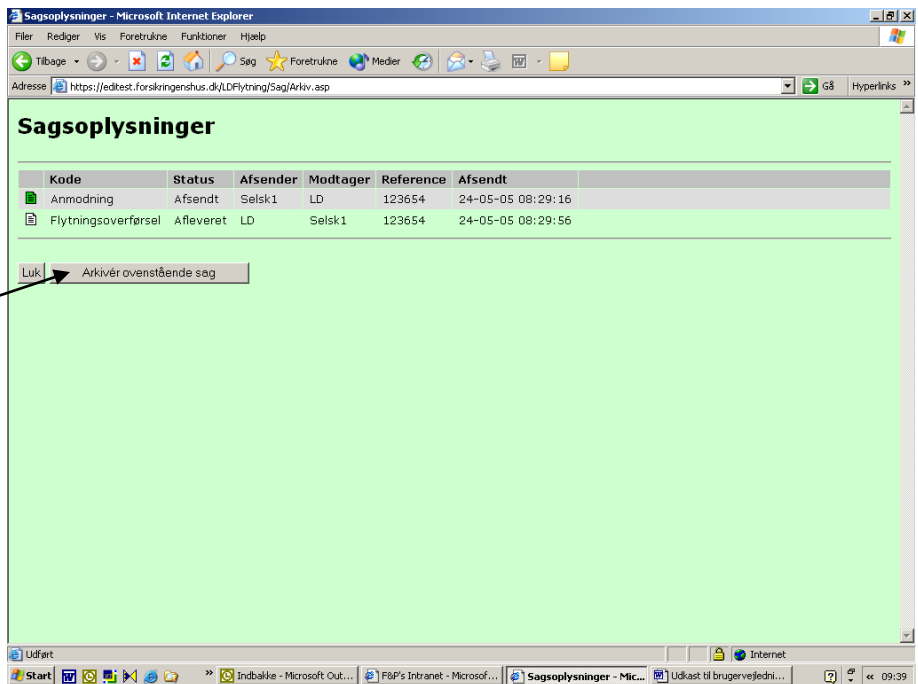 Sagsoplysninger - Microsoft Internet Explorer
Filer Rediger Vis Foretrukne Funktioner Hjælp
Tilbage Søg Foretrukne Medier
Adresse https://editest.forsikringenshus.dk/LDFlytning/Sag/Arkiv.asp Gå Hyperlinks »
Sagsoplysninger
Kode Status Afsender Modtager Reference Afsendt
Anmodning Afsendt Selsk1 LD 123654 24-05-05 08:29:16
Flytningsoverførsel Afleveret LD Selsk1 123654 24-05-05 08:29:56
Luk Arkivér ovenstående sag
Udført Internet
Start » Indbakke - Microsoft Out... F&P's Intranet - Microsof... Sagsoplysninger - Mic... Udkast til brugervejledni... « 09:39